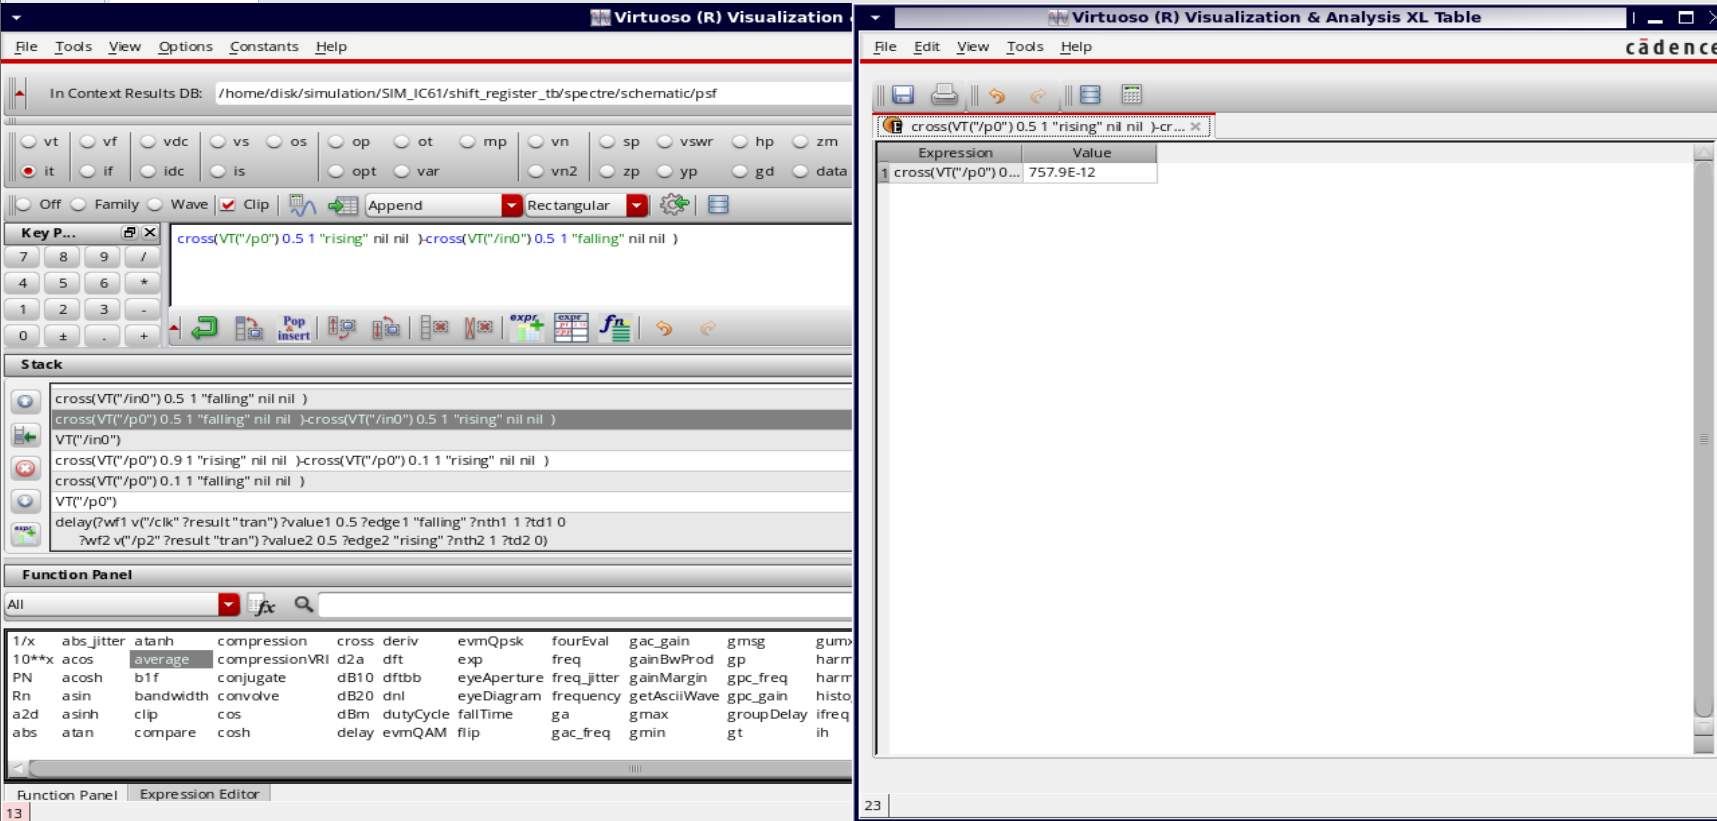 Virtuoso (R) Visualization &
File Tools View Options Constants Help
In Context Results DB: /home/disk/simulation/SIM_IC61/shift_register_tb/spectre/schematic/psf
vt vf vdc vs os op ot mp vn sp vswr hp zm
it if idc is opt var vn2 zp yp gd data
Off Family Wave Clip Append Rectangular
Key P...
7 8 9 /
4 5 6 *
1 2 3 -
0 ± . +
cross(VT("/p0") 0.5 1 "rising" nil nil )-cross(VT("/in0") 0.5 1 "falling" nil nil )
Pop & insert expr expr fn
Stack
cross(VT("/in0") 0.5 1 "falling" nil nil )
cross(VT("/p0") 0.5 1 "falling" nil nil )-cross(VT("/in0") 0.5 1 "rising" nil nil )
VT("/in0")
cross(VT("/p0") 0.9 1 "rising" nil nil )-cross(VT("/p0") 0.1 1 "rising" nil nil )
cross(VT("/p0") 0.1 1 "falling" nil nil )
VT("/p0")
delay(?wf1 v("/clk" ?result "tran") ?value1 0.5 ?edge1 "falling" ?nth1 1 ?td1 0
?wf2 v("/p2" ?result "tran") ?value2 0.5 ?edge2 "rising" ?nth2 1 ?td2 0)
expr
Function Panel
All fx
1/x abs_jitter atanh compression cross deriv evmQpsk fourEval gac_gain gmsg gumx
10**x acos average compressionVRI d2a dft exp freq gainBwProd gp harm
PN acosh b1f conjugate dB10 dftbb eyeAperture freq_jitter gainMargin gpc_freq harm
Rn asin bandwidth convolve dB20 dnl eyeDiagram frequency getAsciiWave gpc_gain histo
a2d asinh clip cos dBm dutyCycle fallTime ga gmax groupDelay ifreq
abs atan compare cosh delay evmQAM flip gac_freq gmin gt ih
Function Panel Expression Editor
13
Virtuoso (R) Visualization & Analysis XL Table
File Edit View Tools Help
cādence
cross(VT("/p0") 0.5 1 "rising" nil nil )-cr...
Expression Value
1 cross(VT("/p0") 0... 757.9E-12
23